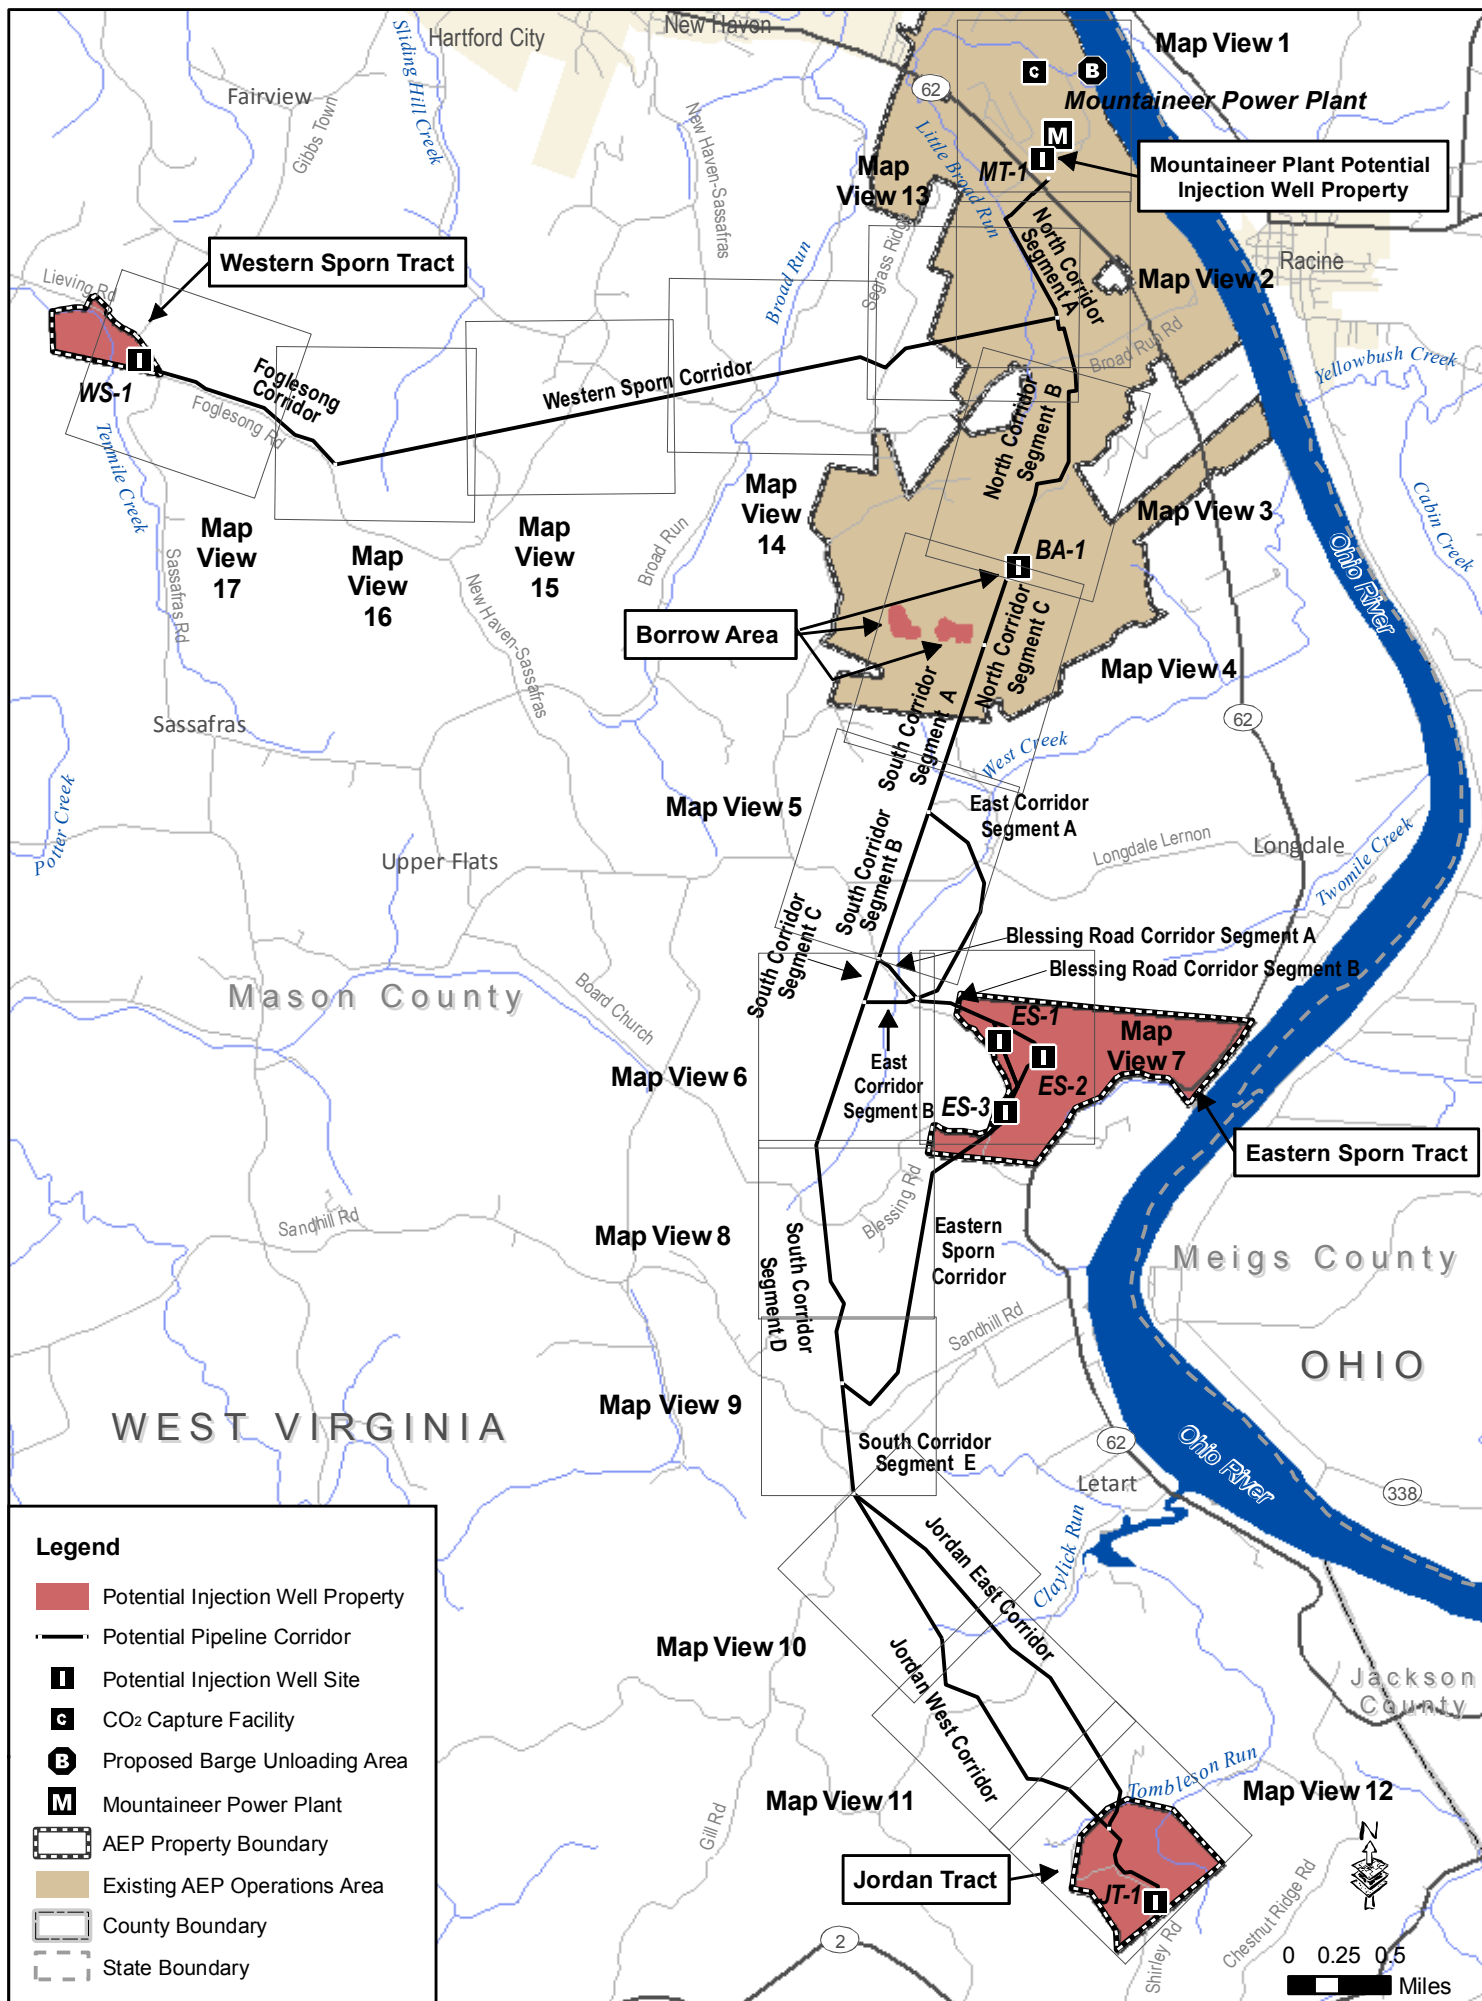 Hartford City
New Haven
Map View 1
Fairview
Sliding Hill Creek
Gibbs Town
62
C
B
Mountaineer Power Plant
M
I
MT-1
Little Broad Run
New Haven-Sassafras
Map
View 13
Mountaineer Plant Potential
Injection Well Property
Western Sporn Tract
Lieving Rd
Broad Run
Segrass Ridge
North Corridor
Segment A
Map View 2
Racine
I
WS-1
Foglesong
Corridor
Foglesong Rd
Western Sporn Corridor
Broad Run Rd
Yellowbush Creek
North Corridor
Segment B
Tenmile Creek
Cabin Creek
Map
View
14
Map View 3
Map
View
17
Map
View
16
Map
View
15
Sassafras Rd
New Haven-Sassafras
Broad Run
I
BA-1
Ohio River
Borrow Area
North Corridor
Segment C
Map View 4
South Corridor
Segment A
Sassafras
62
West Creek
Potter Creek
Map View 5
East Corridor
Segment A
Upper Flats
South Corridor
Segment B
Longdale Lernon
Longdale
Twomile Creek
South Corridor
Segment C
Blessing Road Corridor Segment A
Blessing Road Corridor Segment B
Mason County
Board Church
ES-1
I
I
Map
View 7
ES-2
Map View 6
East
Corridor
Segment B
ES-3
I
Eastern Sporn Tract
Blessing Rd
Sandhill Rd
Map View 8
South Corridor
Segment D
Eastern
Sporn
Corridor
Meigs County
Sandhill Rd
OHIO
Map View 9
WEST VIRGINIA
South Corridor
Segment E
62
Ohio River
Letart
338
Jordan East Corridor
Claylick Run
Map View 10
Jordan West Corridor
Jackson
County
Tombleson Run
Map View 11
Map View 12
Gill Rd
Jordan Tract
JT-1
I
N
Chestnut Ridge Rd
Shirley Rd
2
0 0.25 0.5
Miles
Legend
Potential Injection Well Property
Potential Pipeline Corridor
I
Potential Injection Well Site
C
CO2 Capture Facility
B
Proposed Barge Unloading Area
M
Mountaineer Power Plant
AEP Property Boundary
Existing AEP Operations Area
County Boundary
State Boundary